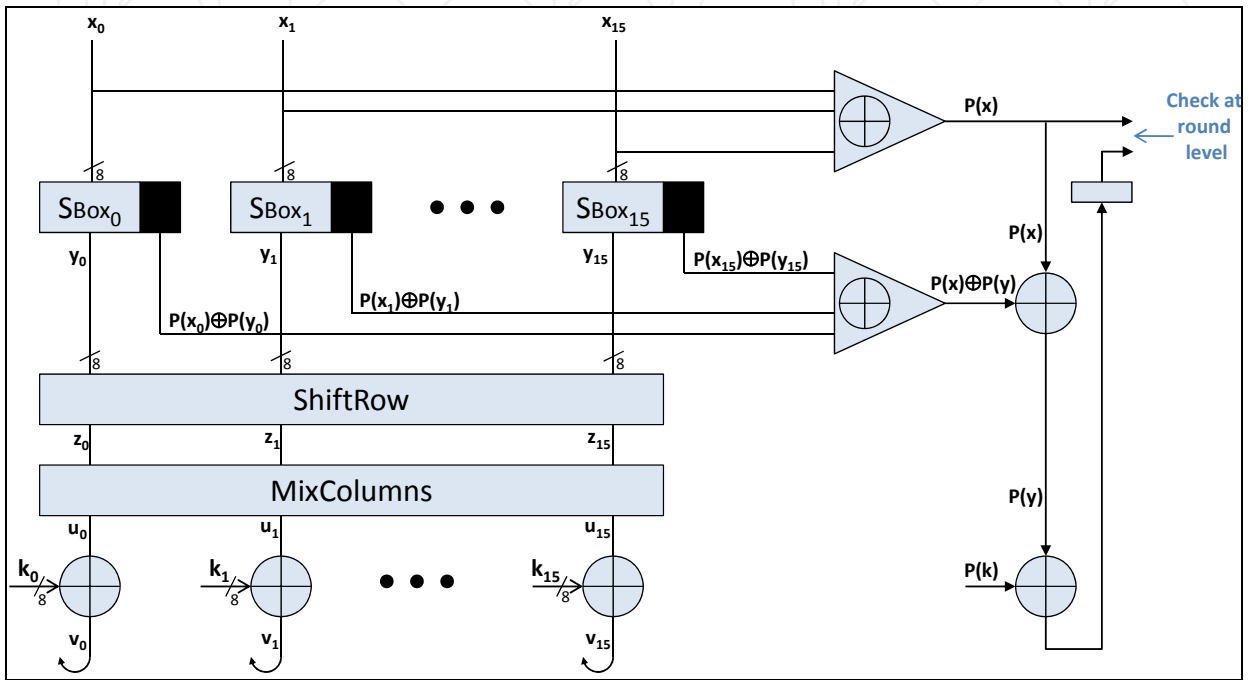 x₀ x₁ x₁₅
P(x)
Check at
round
level
8 8 8
SBox₀ SBox₁ SBox₁₅
P(x)
y₀ y₁ y₁₅
P(x₁₅)⊕P(y₁₅)
P(x)⊕P(y)
P(x₁)⊕P(y₁)
P(x₀)⊕P(y₀)
8 8 8
ShiftRow
z₀ z₁ z₁₅
MixColumns
P(y)
u₀ u₁ u₁₅
k₀ k₁ k₁₅ P(k)
8 8 8
v₀ v₁ v₁₅